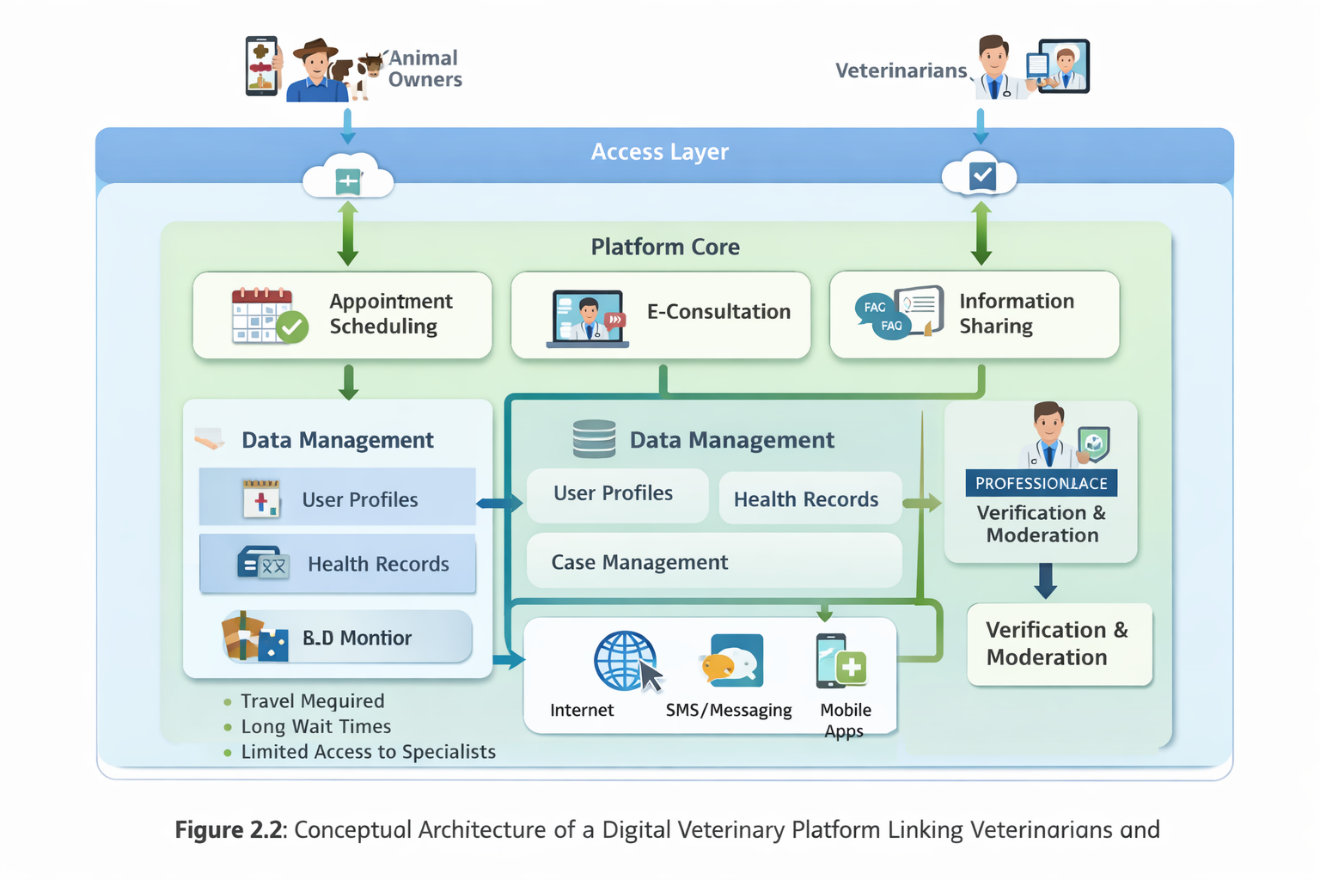 Animal
Owners
Veterinarians
Access Layer
Platform Core
Appointment
Scheduling
E-Consultation
FAQ
FAQ
Information
Sharing
Data Management
User Profiles
Health Records
B.D Montior
Travel Mequired
Long Wait Times
Limited Access to Specialists
Data Management
User Profiles
Health Records
Case Management
Internet
SMS/Messaging
Mobile
Apps
PROFESSIONLACE
Verification &
Moderation
Verification &
Moderation
Figure 2.2: Conceptual Architecture of a Digital Veterinary Platform Linking Veterinarians and